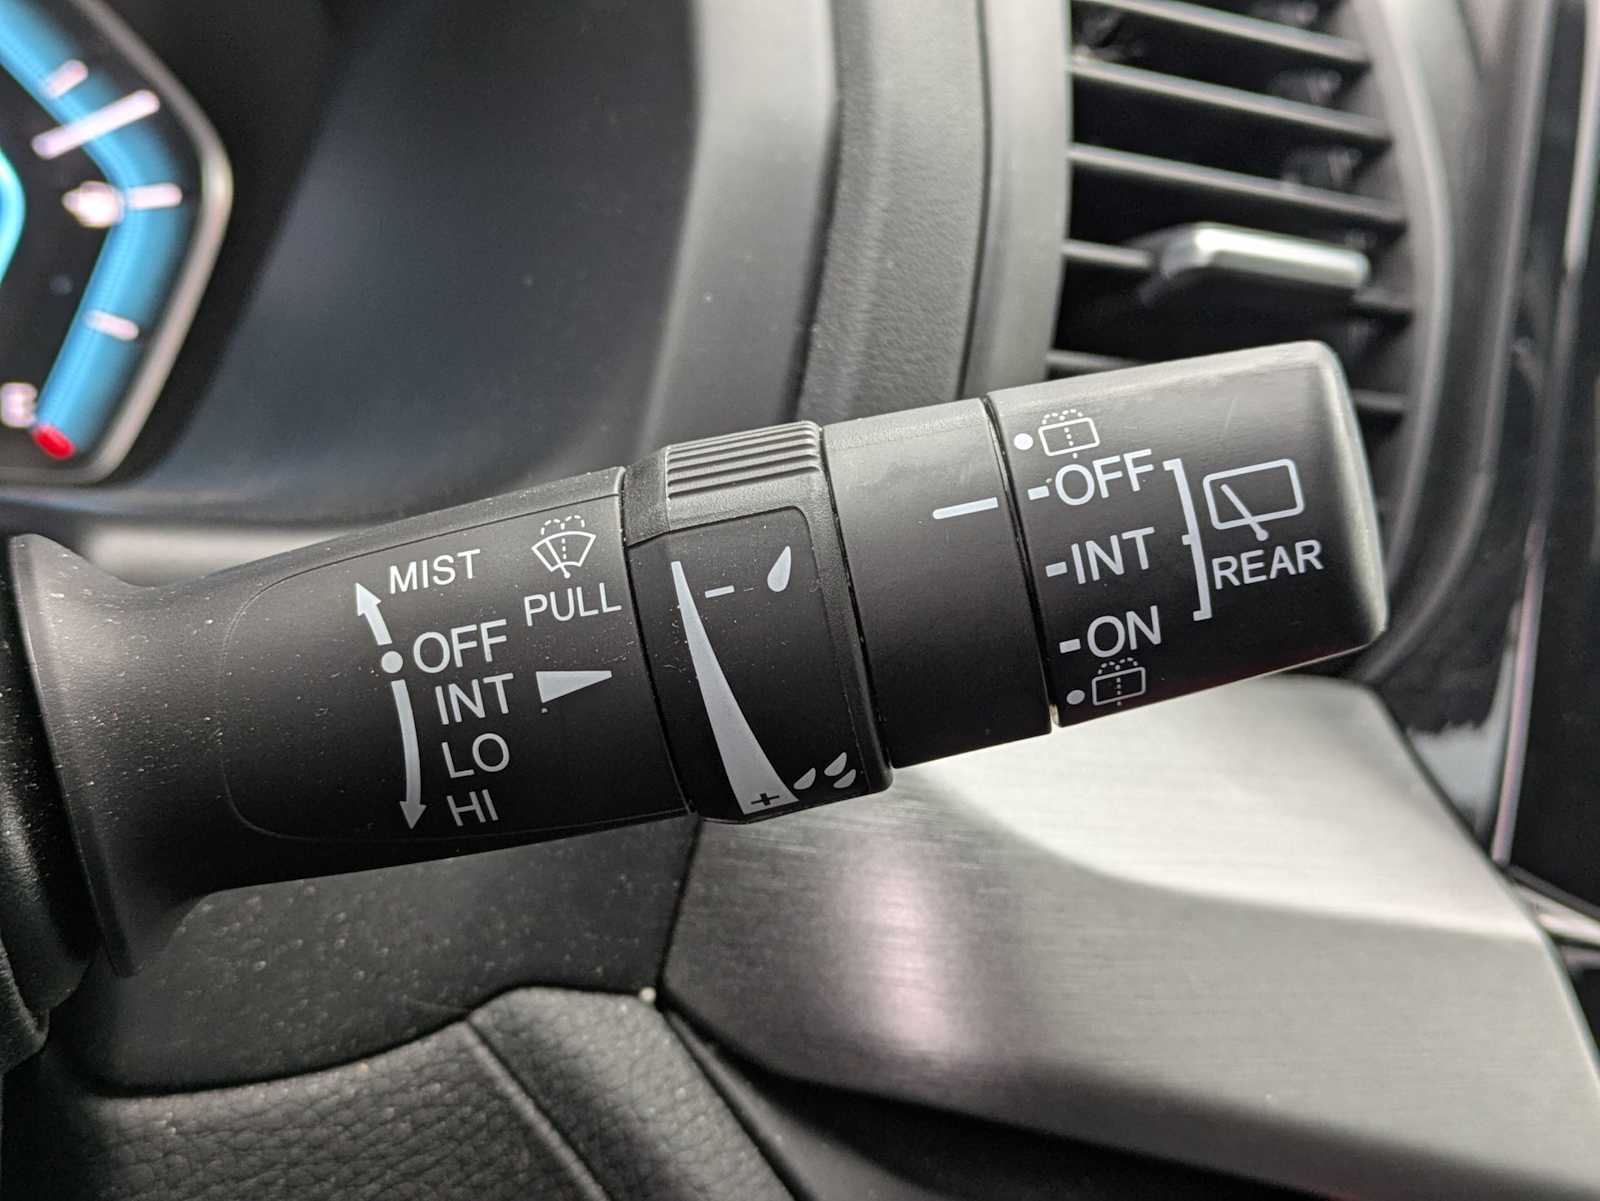 MIST
PULL
OFF
INT
LO
HI
-
+
OFF
INT
ON
REAR
E